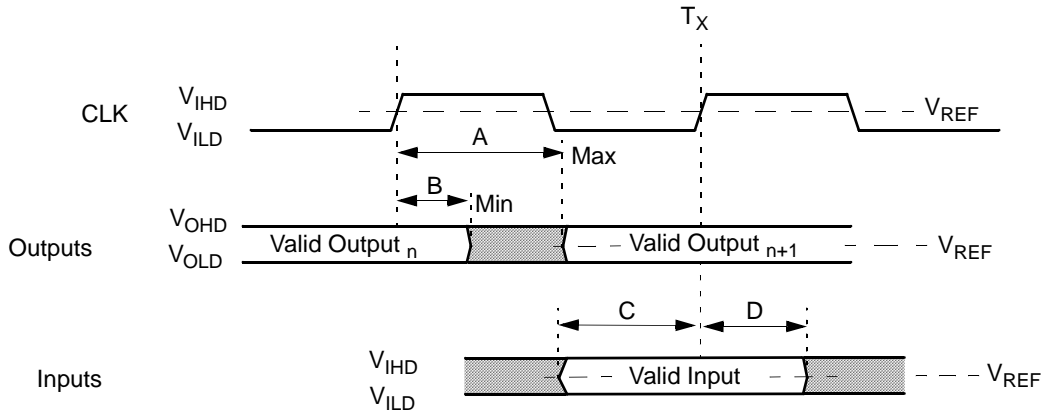 T_X
V_IHD
CLK
V_REF
V_ILD
A
Max
B
Min
V_OHD
Outputs
Valid Output_n
Valid Output_n+1
V_REF
V_OLD
C
D
V_IHD
Inputs
Valid Input
V_REF
V_ILD